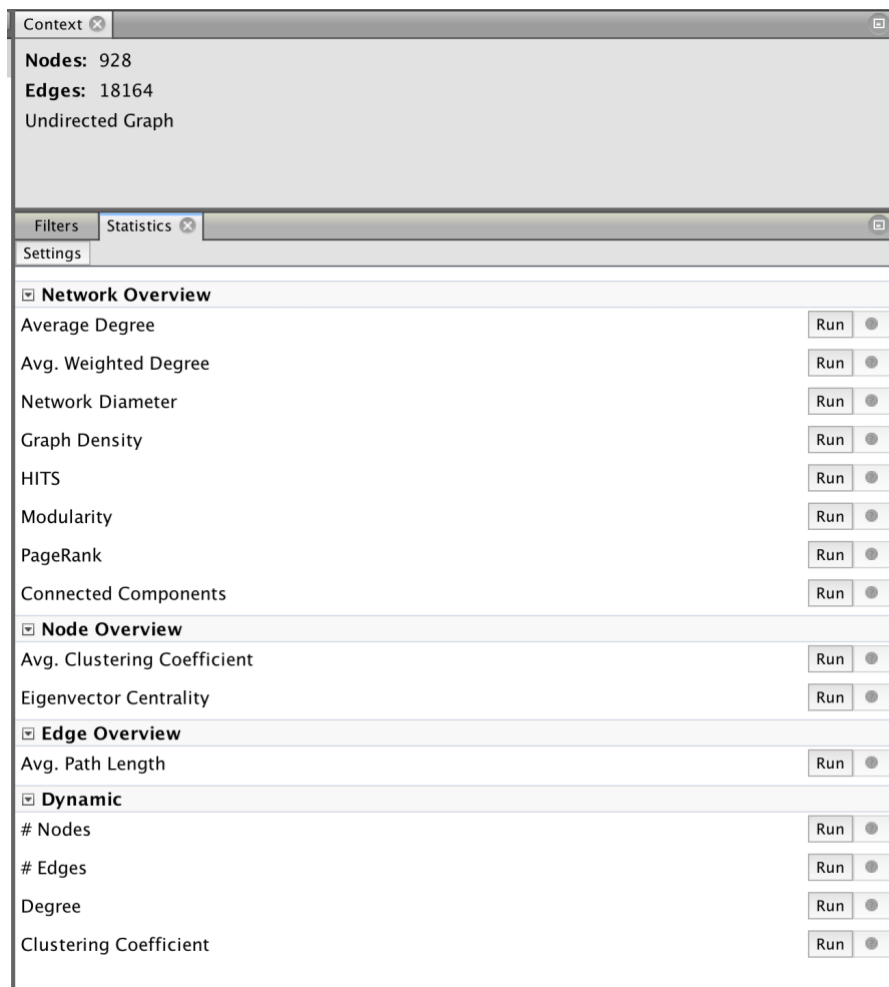 Context
Nodes: 928
Edges: 18164
Undirected Graph
Filters Statistics
Settings
Network Overview
Average Degree Run
Avg. Weighted Degree Run
Network Diameter Run
Graph Density Run
HITS Run
Modularity Run
PageRank Run
Connected Components Run
Node Overview
Avg. Clustering Coefficient Run
Eigenvector Centrality Run
Edge Overview
Avg. Path Length Run
Dynamic
# Nodes Run
# Edges Run
Degree Run
Clustering Coefficient Run